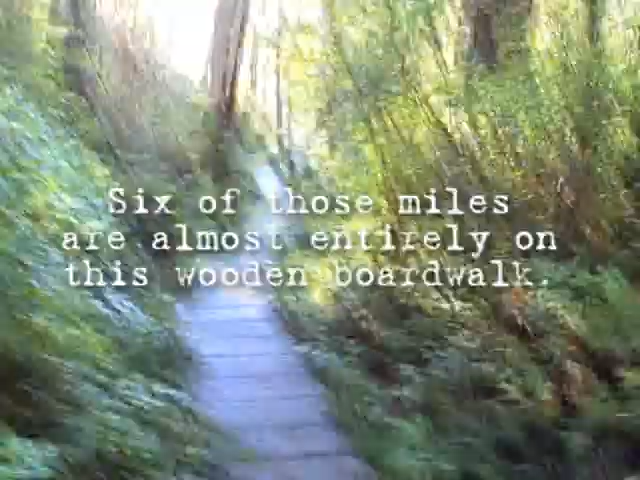 Six of those miles
are almost entirely on
this wooden boardwalk.